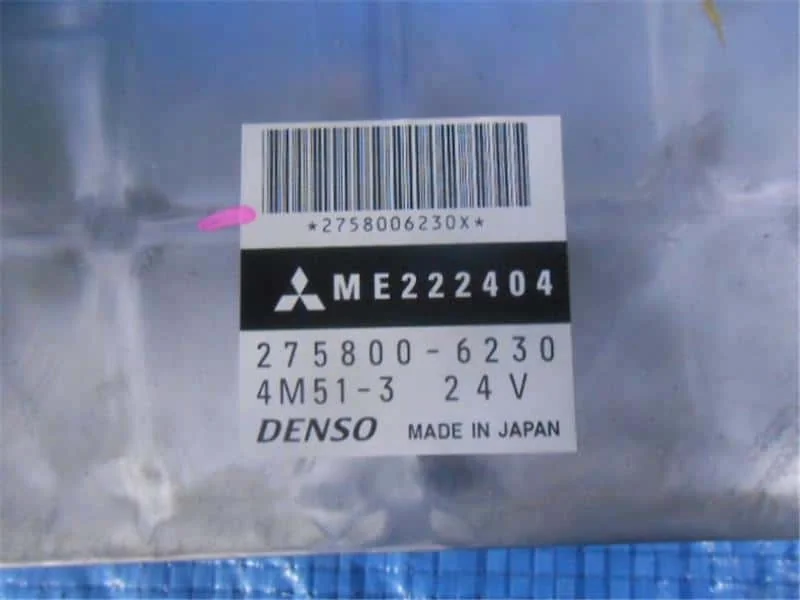 *2758006230X*
ME222404
275800-6230
4M51-3 24V
DENSO MADE IN JAPAN